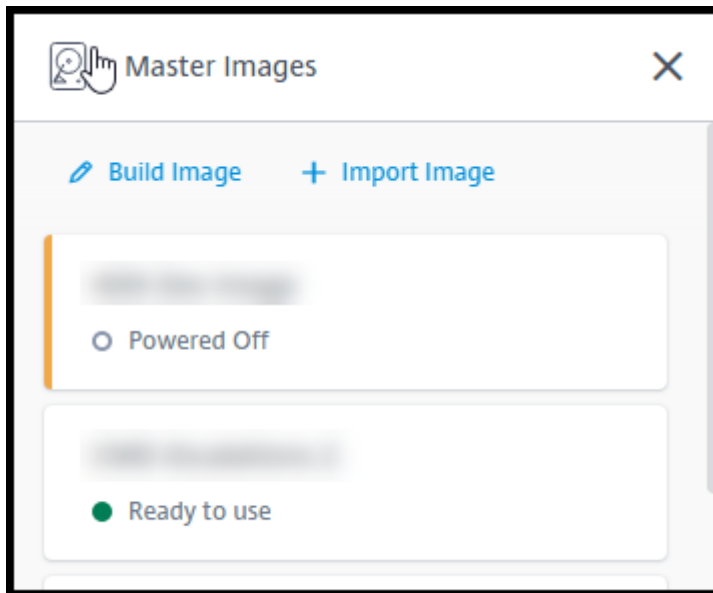 Master Images
Build Image
Import Image
Powered Off
Ready to use